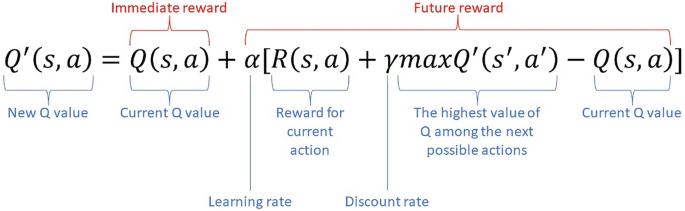 Immediate reward
Future reward
Q′(s, a) = Q(s, a) + α[R(s, a) + γmaxQ′(s′, a′) − Q(s, a)]
New Q value
Current Q value
Reward for
current
action
The highest value of
Q among the next
possible actions
Current Q value
Learning rate
Discount rate